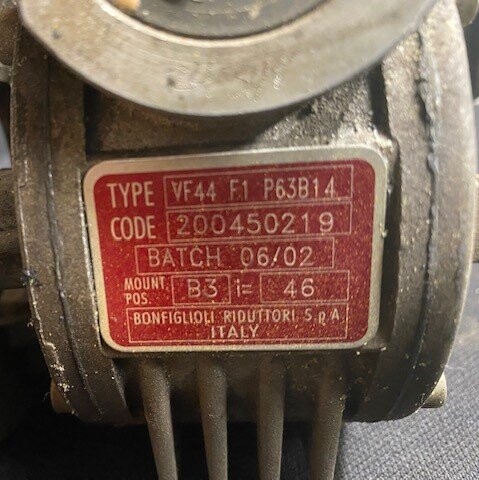 TYPE VF44 F1 P63B14
CODE 200450219
BATCH 06/02
MOUNT. POS. B3 i= 46
BONFIGLIOLI RIDUTTORI S.p.A
ITALY